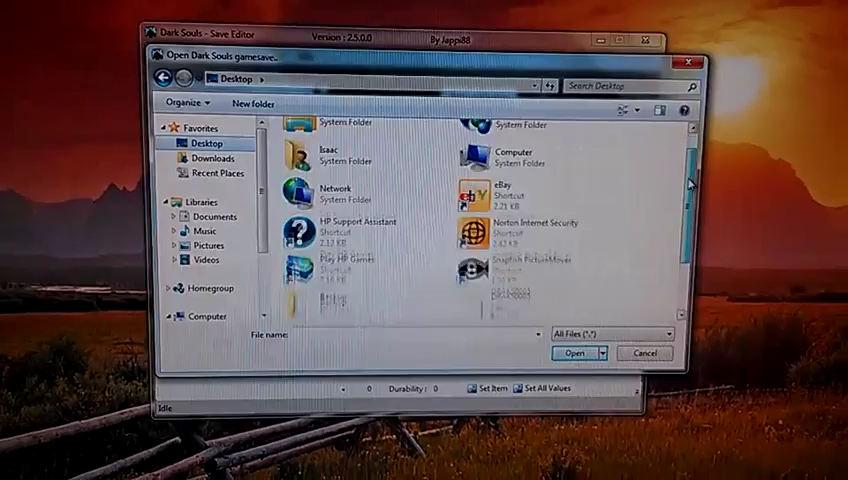 Dark Souls - Save Editor Version : 2.5.0.0 By Jappi88
Open Dark Souls gamesave..
Desktop
Search Desktop
Organize New folder
Favorites
Desktop
Downloads
Recent Places
Libraries
Documents
Music
Pictures
Videos
Homegroup
Computer
System Folder
System Folder
Isaac
System Folder
Computer
System Folder
Network
System Folder
eBay
Shortcut
2.21 KB
HP Support Assistant
Shortcut
2.12 KB
Norton Internet Security
Shortcut
2.42 KB
Play HP Games
Shortcut
Snapfish PictureMover
Shortcut
File name:
All Files (*.*)
Open Cancel
0 Durability : 0 Set Item Set All Values
Idle